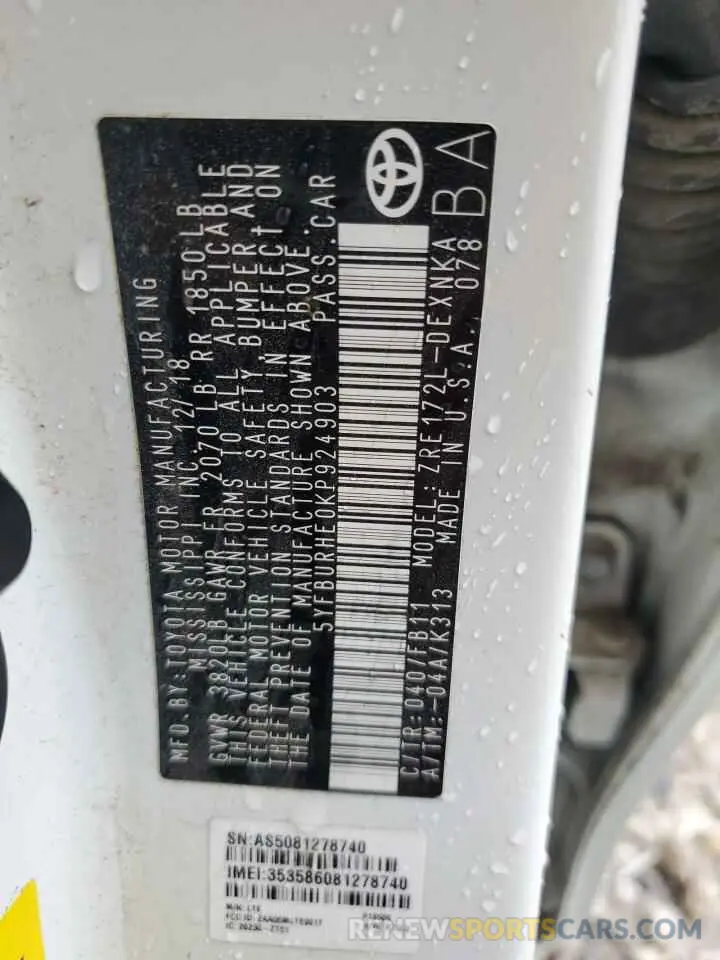 MFD.BY:TOYOTA MOTOR MANUFACTURING
MISSISSIPPI INC. 12/18
GVWR 3820LB GAWR FR 2070 LB RR 1850 LB
THIS VEHICLE CONFORMS TO ALL APPLICABLE
FEDERAL MOTOR VEHICLE SAFETY, BUMPER AND
THEFT PREVENTION STANDARDS IN EFFECT ON
THE DATE OF MANUFACTURE SHOWN ABOVE.
5YFBURHE0KP924903 PASS.CAR
C/TR:040/FB11 MODEL:ZRE172L-DEXNKA
A/TM:-04A/K313 MADE IN U.S.A. 078
BA
SN:AS5081278740
IMEI:353586081278740
RENEWSPORTSCARS.COM